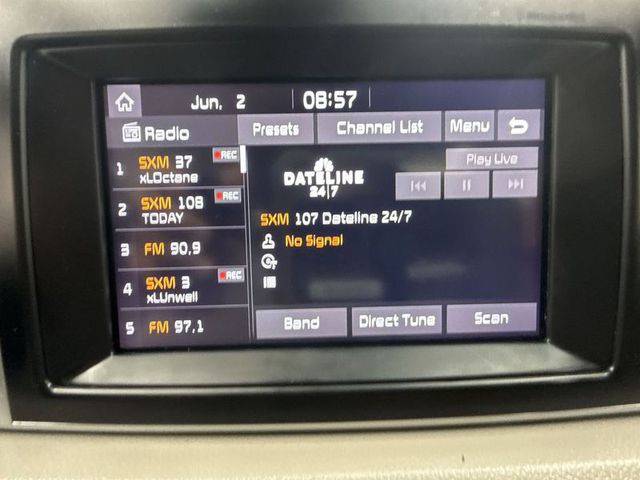 Jun, 2 08:57
Radio Presets Channel List Menu
1 SXM 37 REC
xLOctane
2 SXM 108 REC
TODAY
3 FM 90.9
4 SXM 3 REC
xLUnwell
5 FM 97.1
Play Live
DATELINE
24|7
SXM 107 Dateline 24/7
No Signal
Band Direct Tune Scan